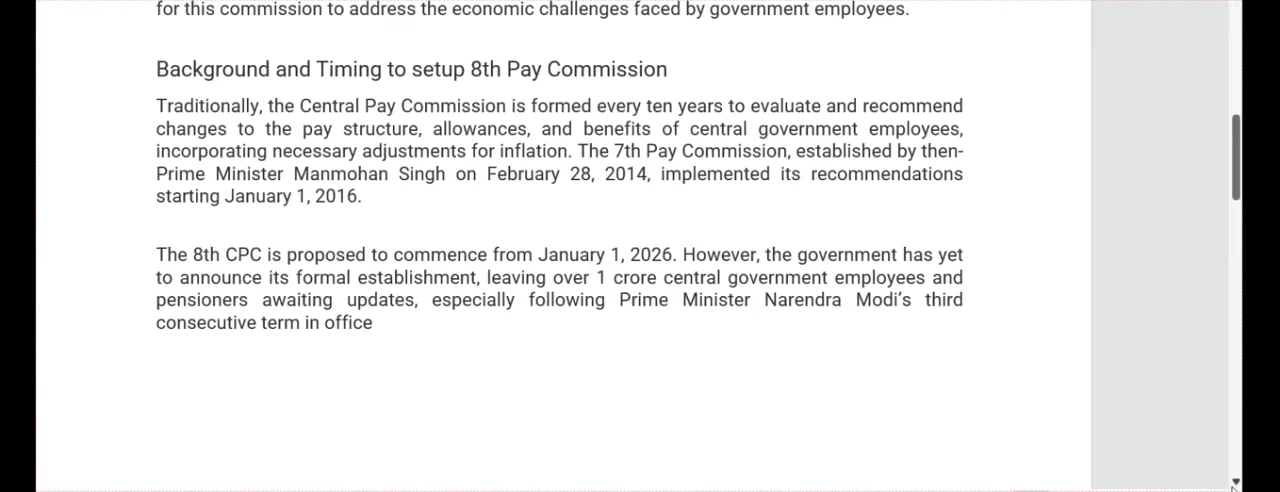 for this commission to address the economic challenges faced by government employees.
Background and Timing to setup 8th Pay Commission
Traditionally, the Central Pay Commission is formed every ten years to evaluate and recommend
changes to the pay structure, allowances, and benefits of central government employees,
incorporating necessary adjustments for inflation. The 7th Pay Commission, established by then-
Prime Minister Manmohan Singh on February 28, 2014, implemented its recommendations
starting January 1, 2016.
The 8th CPC is proposed to commence from January 1, 2026. However, the government has yet
to announce its formal establishment, leaving over 1 crore central government employees and
pensioners awaiting updates, especially following Prime Minister Narendra Modi’s third
consecutive term in office